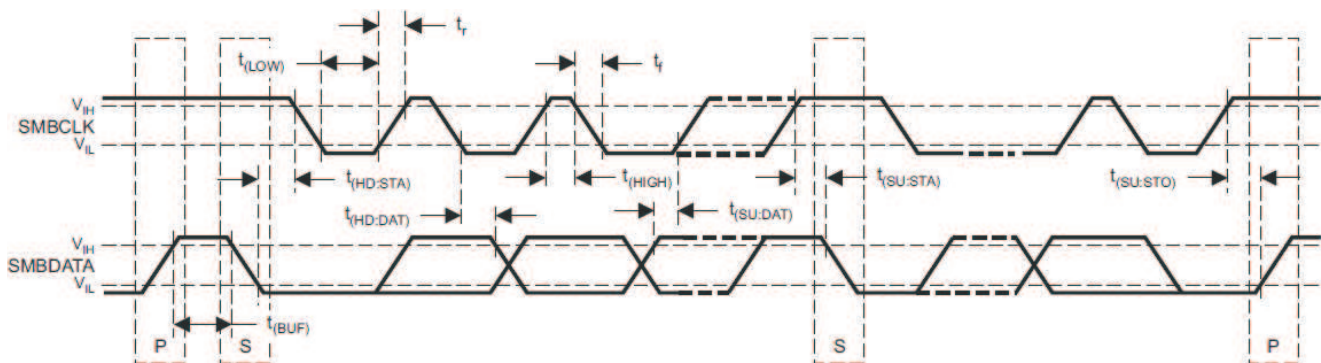 tr
t(LOW)
tf
VIH
SMBCLK
VIL
t(HD:STA)
t(HIGH)
t(SU:STA)
t(SU:STO)
t(HD:DAT)
t(SU:DAT)
VIH
SMBDATA
VIL
t(BUF)
P
S
S
P